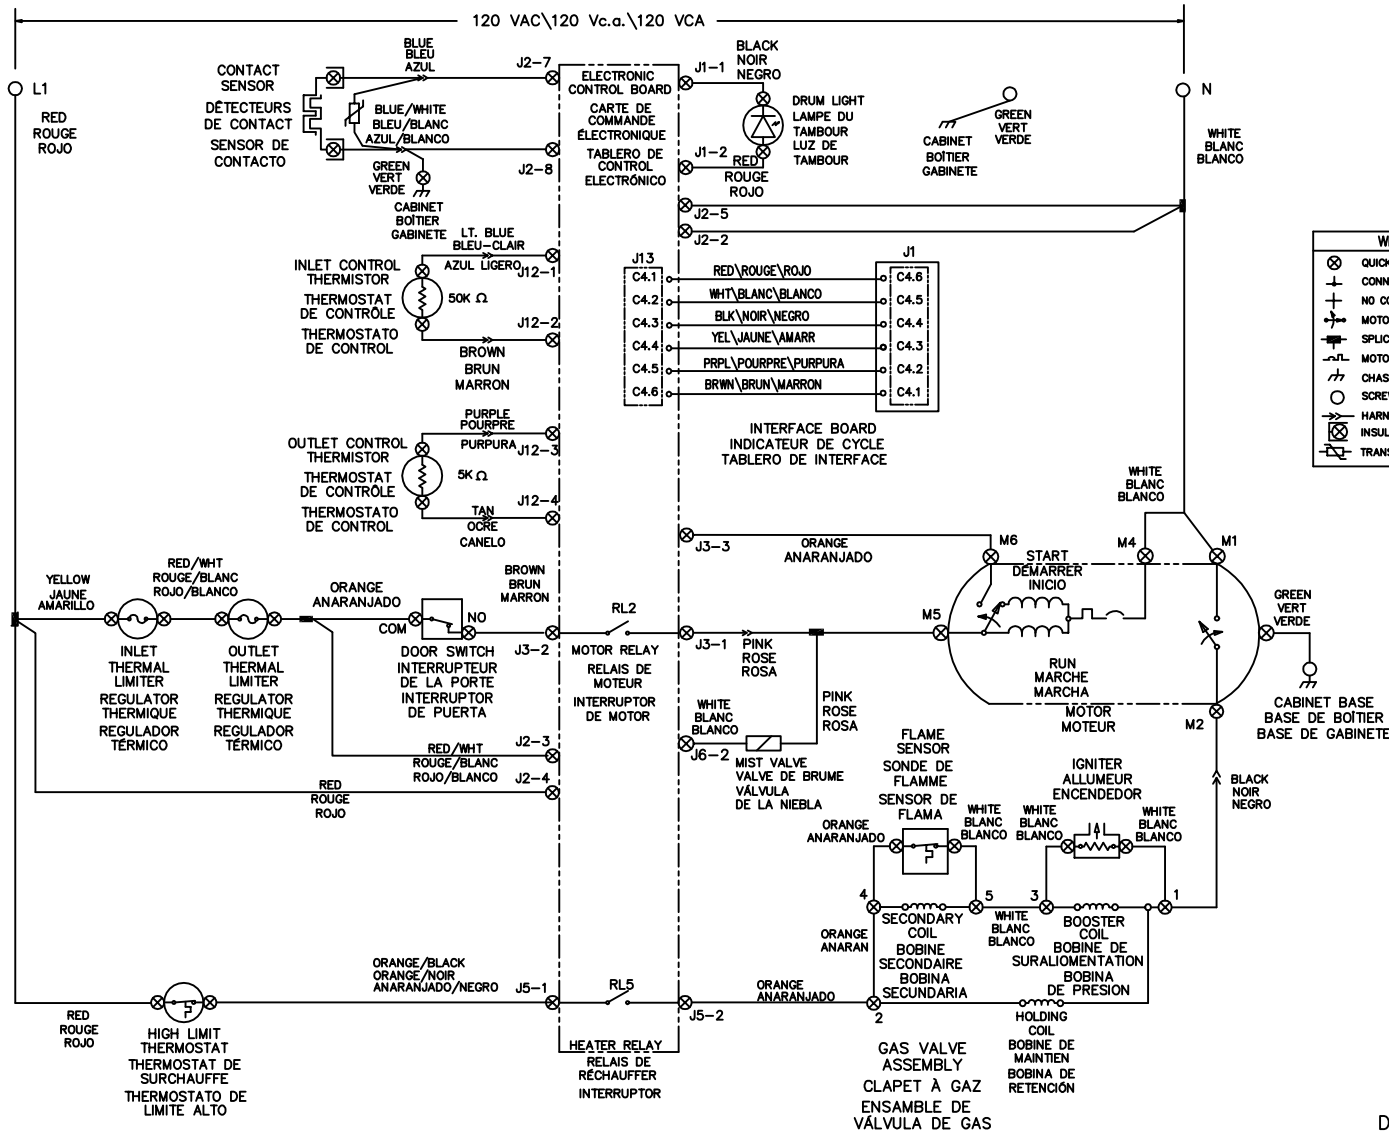 120 VAC\120 Vc.a.\120 VCA
L1
RED
ROUGE
ROJO
N
WHITE
BLANC
BLANCO
CONTACT
SENSOR
DÉTECTEURS
DE CONTACT
SENSOR DE
CONTACTO
BLUE
BLEU
AZUL
J2-7
BLUE/WHITE
BLEU/BLANC
AZUL/BLANCO
J2-8
GREEN
VERT
VERDE
CABINET
BOÎTIER
GABINETE
ELECTRONIC
CONTROL BOARD
CARTE DE
COMMANDE
ÉLECTRONIQUE
TABLERO DE
CONTROL
ELECTRÓNICO
J1-1
BLACK
NOIR
NEGRO
DRUM LIGHT
LAMPE DU
TAMBOUR
LUZ DE
TAMBOUR
J1-2
RED
ROUGE
ROJO
CABINET
BOÎTIER
GABINETE
GREEN
VERT
VERDE
J2-5
J2-2
INLET CONTROL
THERMISTOR
THERMOSTAT
DE CONTRÔLE
THERMOSTATO
DE CONTROL
LT. BLUE
BLEU-CLAIR
AZUL LIGERO
J12-1
50K Ω
J12-2
BROWN
BRUN
MARRON
J13
C4.1
C4.2
C4.3
C4.4
C4.5
C4.6
RED\ROUGE\ROJO
WHT\BLANC\BLANCO
BLK\NOIR\NEGRO
YEL\JAUNE\AMARR
PRPL\POURPRE\PURPURA
BRWN\BRUN\MARRON
J1
C4.6
C4.5
C4.4
C4.3
C4.2
C4.1
INTERFACE BOARD
INDICATEUR DE CYCLE
TABLERO DE INTERFACE
W
QUICK
CONN
NO CO
MOTO
SPLIC
MOTO
CHAS
SCRE
HARN
INSUL
TRANS
OUTLET CONTROL
THERMISTOR
THERMOSTAT
DE CONTRÔLE
THERMOSTATO
DE CONTROL
PURPLE
POURPRE
PURPURA
J12-3
5K Ω
J12-4
TAN
OCRE
CANELO
J3-3
ORANGE
ANARANJADO
WHITE
BLANC
BLANCO
M6
M4
M1
START
DÉMARRER
INICIO
M5
RUN
MARCHE
MARCHA
MOTOR
MOTEUR
M2
GREEN
VERT
VERDE
CABINET BASE
BASE DE BOÎTIER
BASE DE GABINETE
YELLOW
JAUNE
AMARILLO
RED/WHT
ROUGE/BLANC
ROJO/BLANCO
ORANGE
ANARANJADO
COM
NO
BROWN
BRUN
MARRON
J3-2
RL2
MOTOR RELAY
RELAIS DE
MOTEUR
INTERRUPTOR
DE MOTOR
J3-1
PINK
ROSE
ROSA
PINK
ROSE
ROSA
INLET
THERMAL
LIMITER
REGULATOR
THERMIQUE
REGULADOR
TÉRMICO
OUTLET
THERMAL
LIMITER
REGULATOR
THERMIQUE
REGULADOR
TÉRMICO
DOOR SWITCH
INTERRUPTEUR
DE LA PORTE
INTERRUPTOR
DE PUERTA
WHITE
BLANC
BLANCO
J6-2
MIST VALVE
VALVE DE BRUME
VÁLVULA
DE LA NIEBLA
RED/WHT
ROUGE/BLANC
ROJO/BLANCO
J2-3
J2-4
RED
ROUGE
ROJO
FLAME
SENSOR
SONDE DE
FLAMME
SENSOR DE
FLAMA
ORANGE
ANARANJADO
WHITE
BLANC
BLANCO
IGNITER
ALLUMEUR
ENCENDEDOR
WHITE
BLANC
BLANCO
WHITE
BLANC
BLANCO
BLACK
NOIR
NEGRO
4
5
3
1
SECONDARY
COIL
BOBINE
SECONDAIRE
BOBINA
SECUNDARIA
WHITE
BLANC
BLANCO
BOOSTER
COIL
BOBINE DE
SURALIOMENTATION
BOBINA
DE PRESION
ORANGE
ANARAN
2
HOLDING
COIL
BOBINE DE
MAINTIEN
BOBINA DE
RETENCIÓN
GAS VALVE
ASSEMBLY
CLAPET À GAZ
ENSAMBLE DE
VÁLVULA DE GAS
RED
ROUGE
ROJO
HIGH LIMIT
THERMOSTAT
THERMOSTAT DE
SURCHAUFFE
THERMOSTATO DE
LIMITE ALTO
ORANGE/BLACK
ORANGE/NOIR
ANARANJADO/NEGRO
J5-1
RL5
J5-2
ORANGE
ANARANJADO
HEATER RELAY
RELAIS DE
RÉCHAUFFER
INTERRUPTOR
D